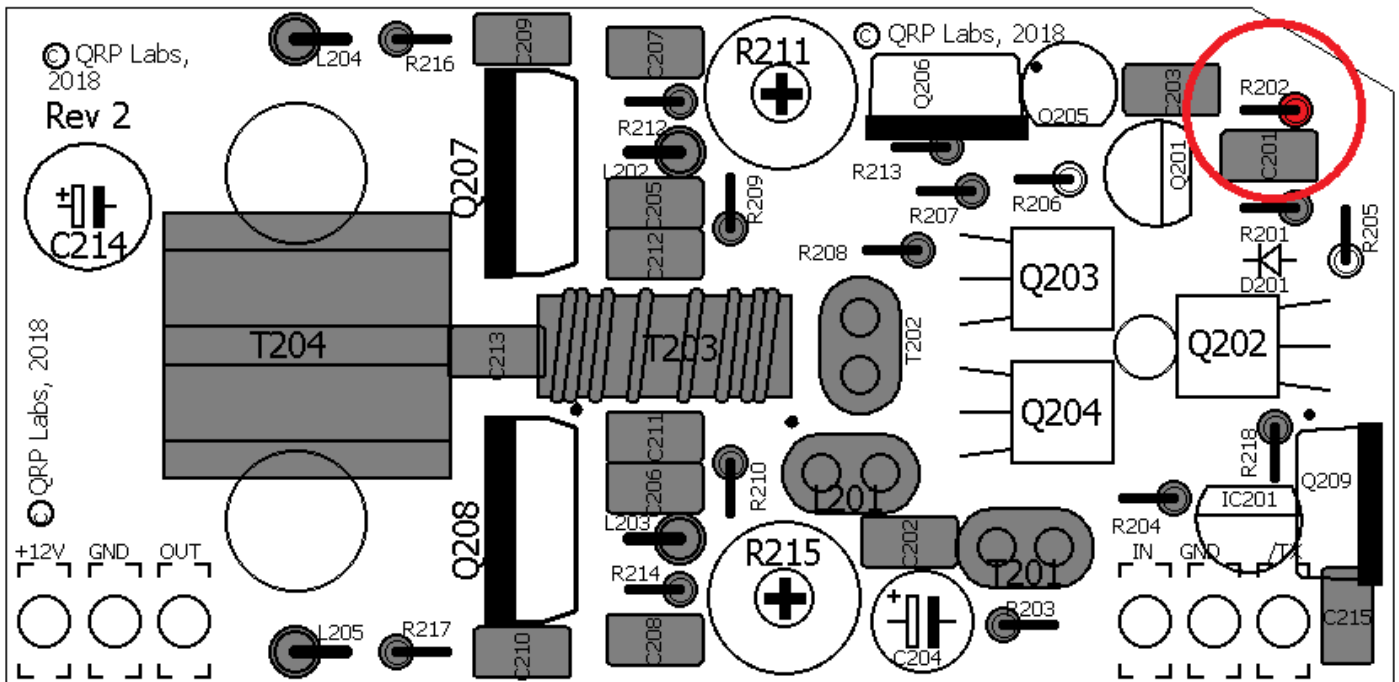 L204
R216
C209
C207
R211
© QRP Labs, 2018
Q206
Q205
C203
R202
© QRP Labs,
2018
Rev 2
R212
L202
Q207
C205
R209
R213
R207
R206
Q201
C201
+
C214
C212
R208
R201
R205
D201
Q203
T204
C213
T203
T202
Q202
© QRP Labs, 2018
Q204
C211
C206
R210
L201
R218
Q209
Q208
L203
R215
C202
T201
R204
IC201
+12V
GND
OUT
IN
GND
/TX
R214
+
C204
R203
L205
R217
C210
C208
C215